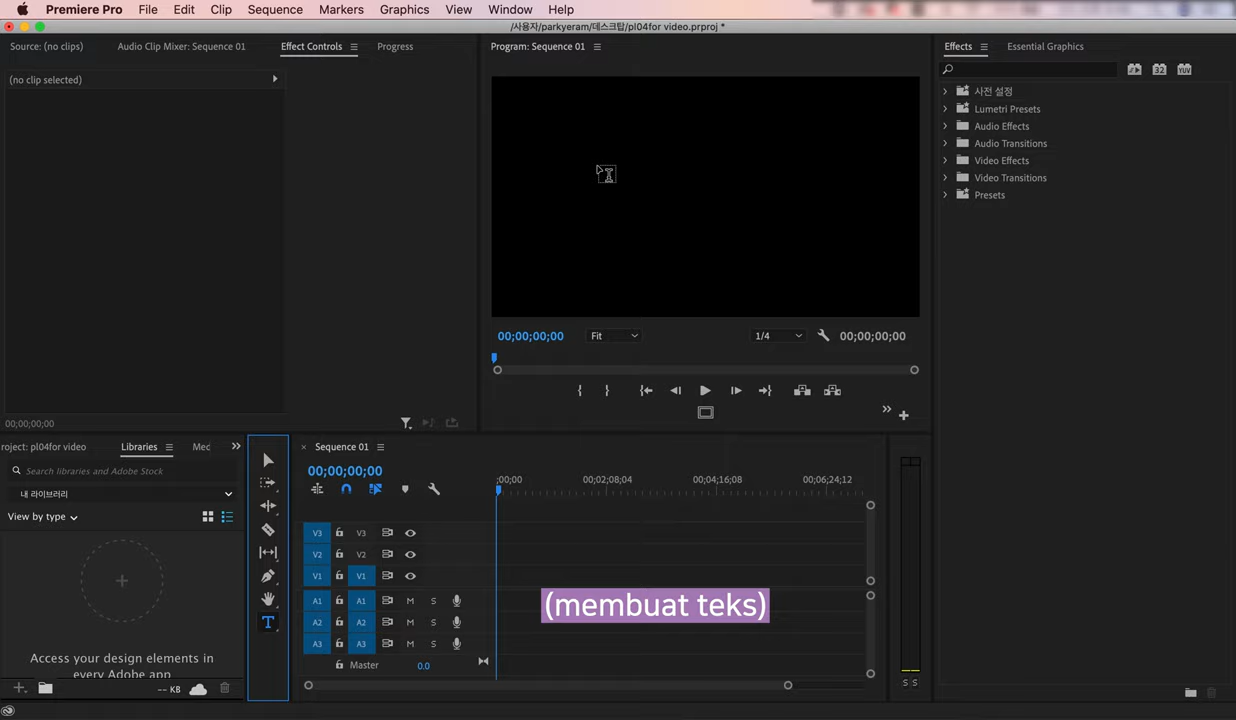 Premiere Pro File Edit Clip Sequence Markers Graphics View Window Help
/사용자/parkyeram/데스크탑/pl04for video.prproj *
Source: (no clips) Audio Clip Mixer: Sequence 01 Effect Controls Progress
(no clip selected)
00;00;00;00
Program: Sequence 01
00;00;00;00 Fit 1/4 00;00;00;00
Effects Essential Graphics
32 YUV
사전 설정
Lumetri Presets
Audio Effects
Audio Transitions
Video Effects
Video Transitions
Presets
roject: pl04for video Libraries Mec
Search libraries and Adobe Stock
내 라이브러리
View by type
Access your design elements in
every Adobe app
-- KB
T
Sequence 01
00;00;00;00
;00;00 00;02;08;04 00;04;16;08 00;06;24;12
V3 V3
V2 V2
V1 V1
A1 A1 M S
A2 A2 M S
A3 A3 M S
Master 0.0
(membuat teks)
S S